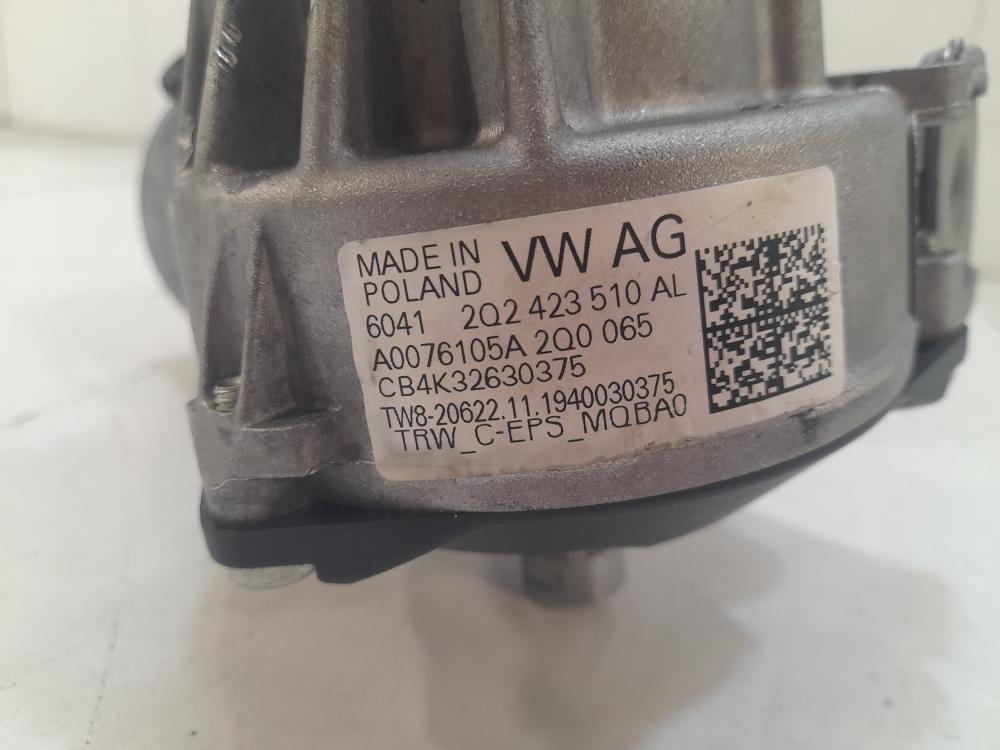 MADE IN
POLAND
VW AG
6041 2Q2 423 510 AL
A0076105A 2Q0 065
CB4K32630375
TW8-20622.11.1940030375
TRW_C-EPS_MQBA0